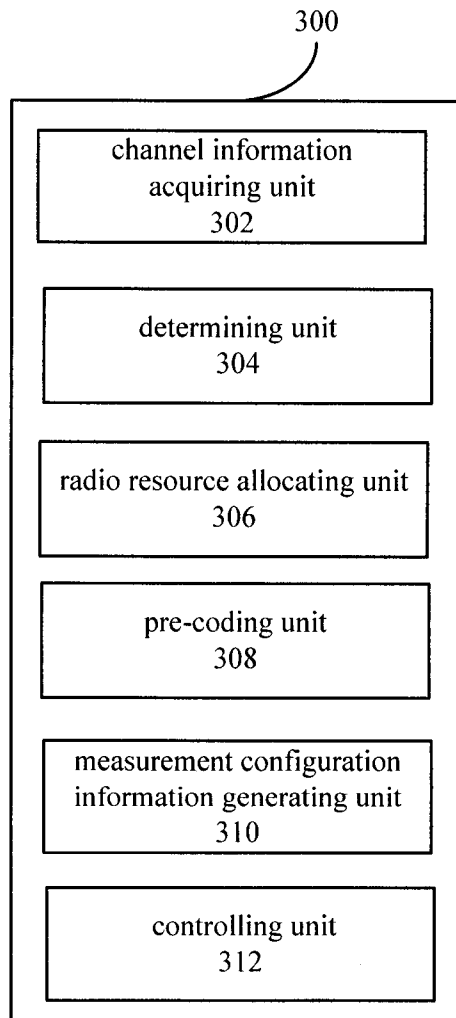 300
channel information
acquiring unit
302
determining unit
304
radio resource allocating unit
306
pre-coding unit
308
measurement configuration
information generating unit
310
controlling unit
312